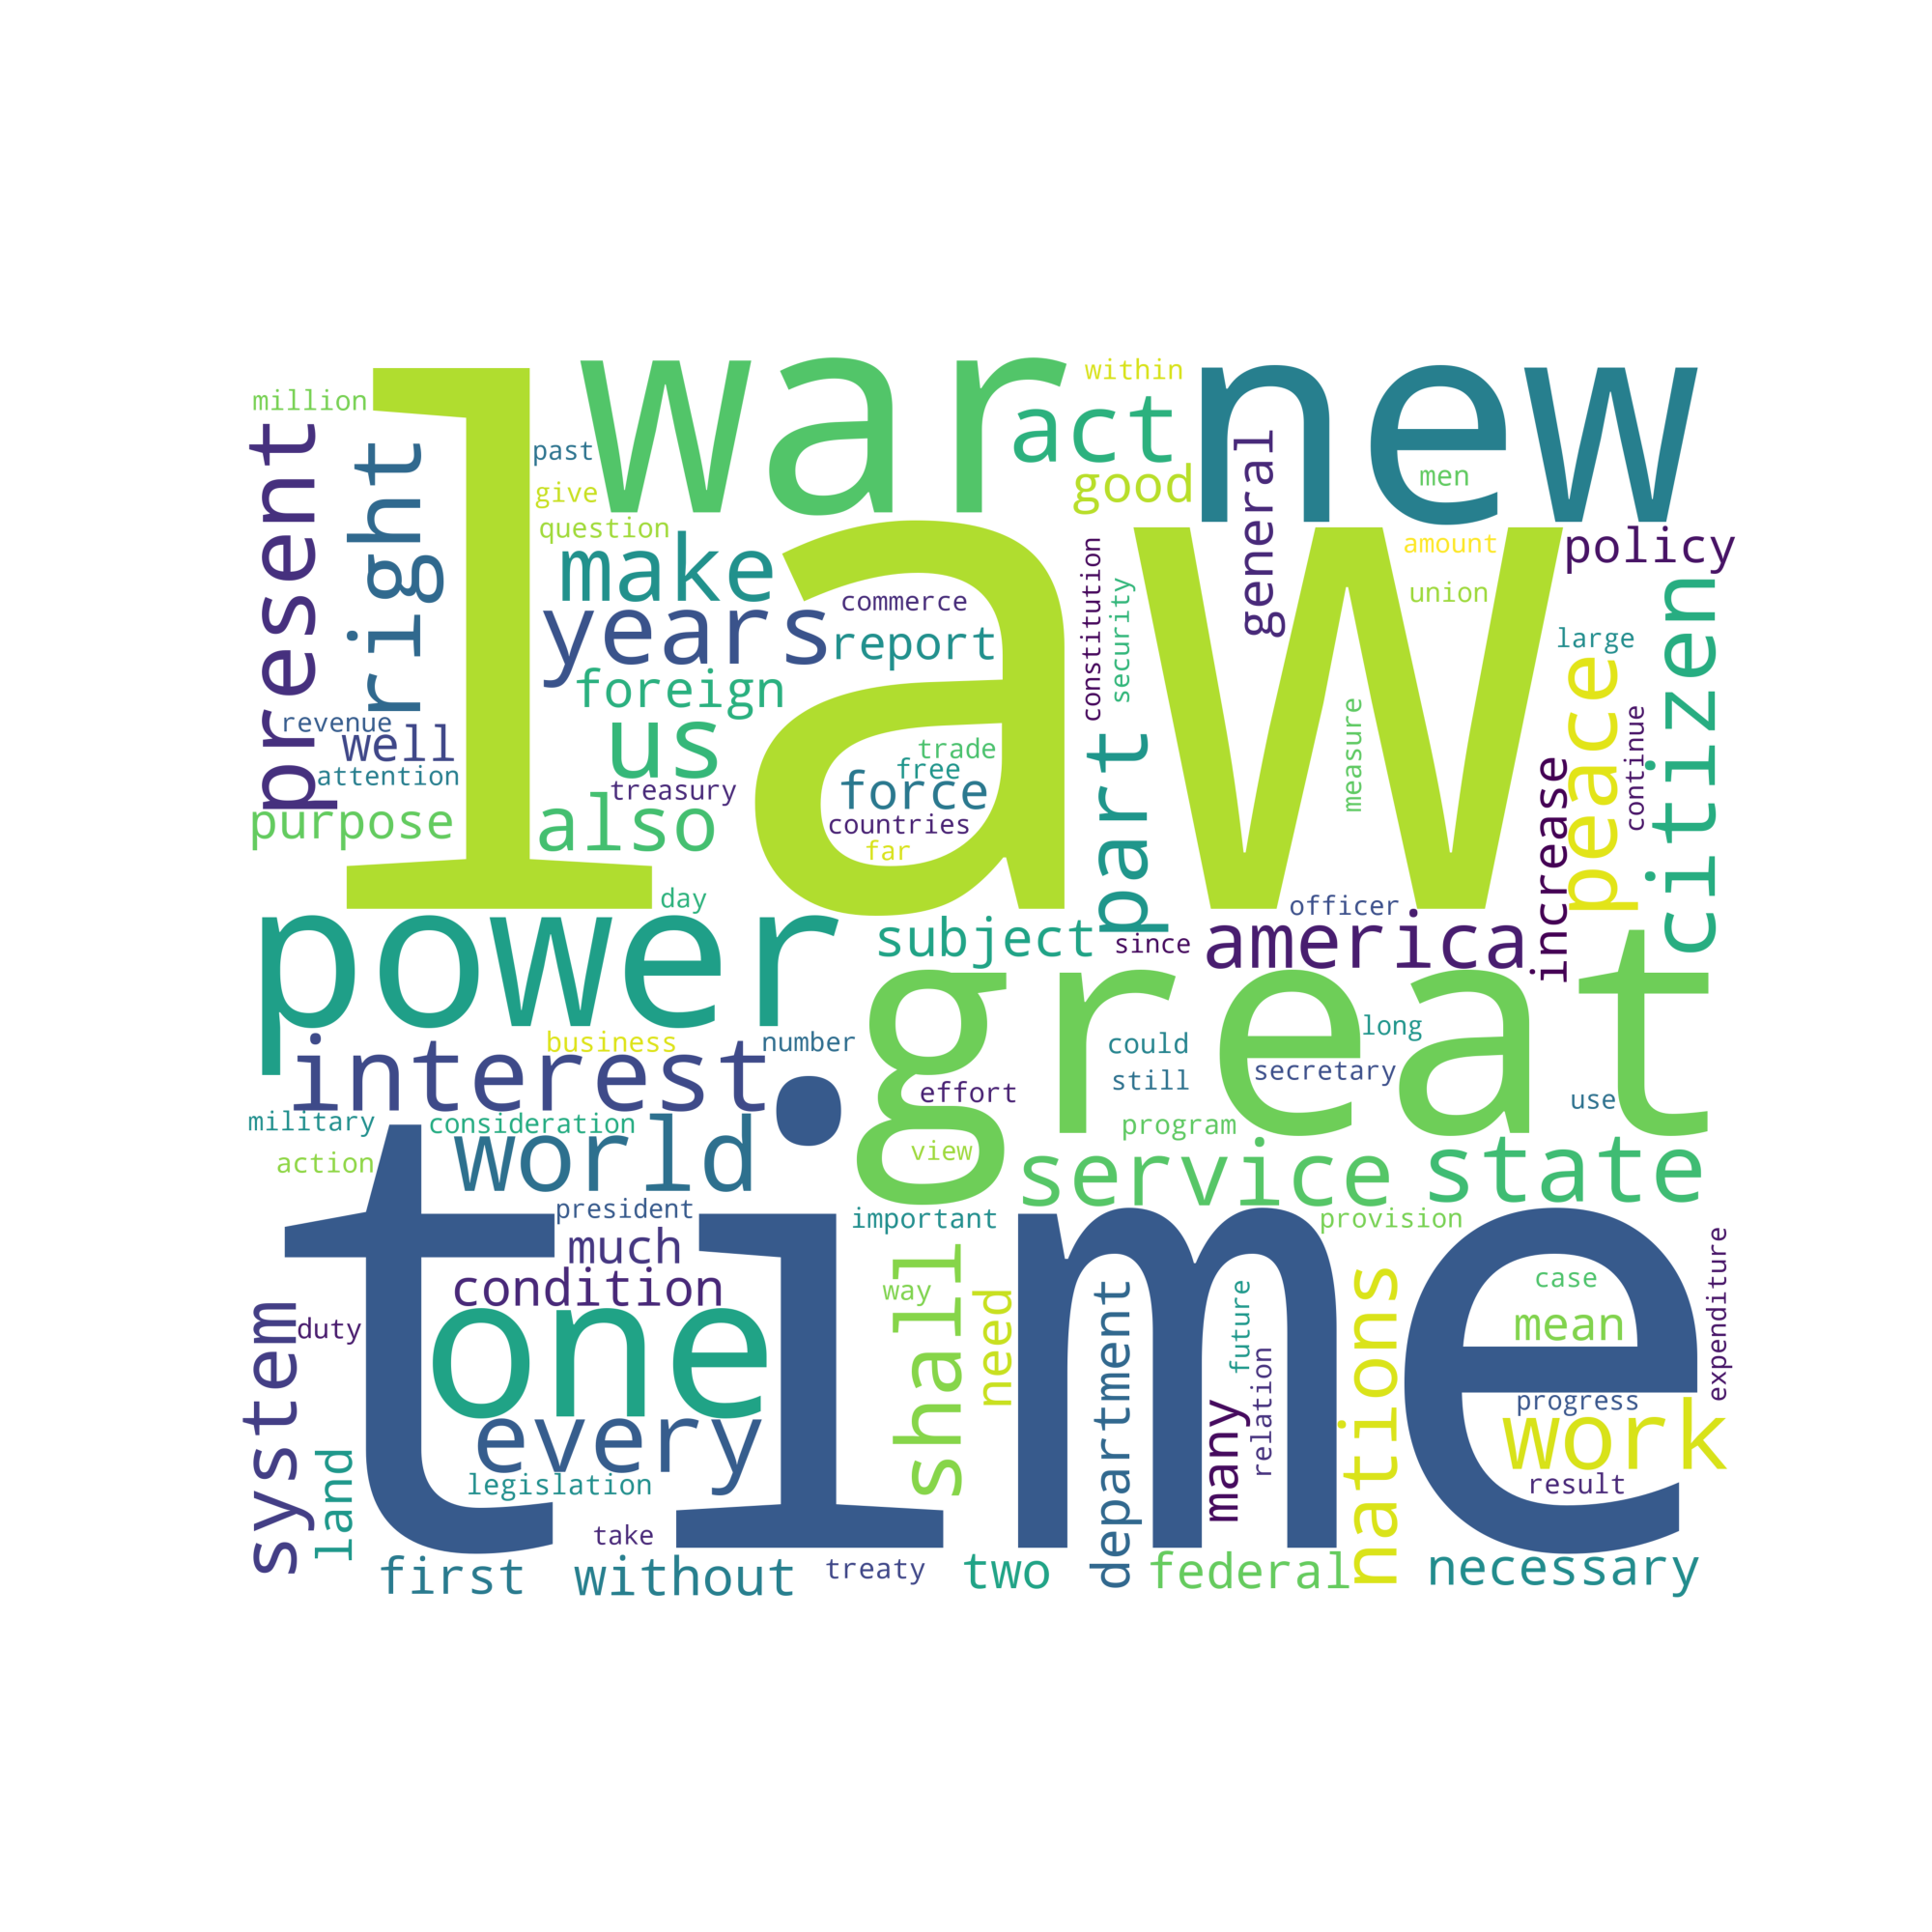 law
time
war
new
great
power
one
present
right
million
past
give
question
make
years
report
commerce
foreign
us
also
treasury
revenue
well
attention
purpose
act
good
within
general
men
amount
union
policy
citizen
large
peace
continue
increase
constitution
security
measure
part
trade
free
force
countries
far
day
subject
since
officer
america
interest
business
number
military
consideration
world
action
president
much
condition
could
still
long
secretary
effort
program
view
use
service
state
important
provision
system
duty
every
legislation
land
take
first
without
treaty
shall
way
need
two
department
future
relation
many
federal
nations
case
mean
progress
work
result
expenditure
necessary